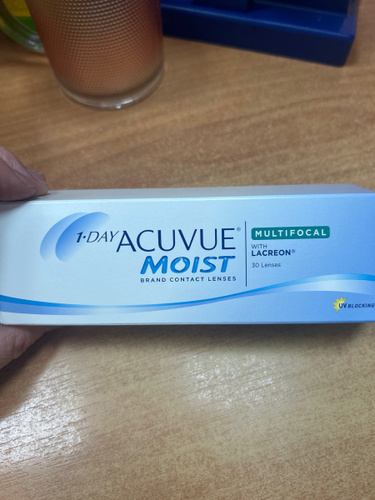 1·DAY ACUVUE®
MOIST
BRAND CONTACT LENSES
MULTIFOCAL
WITH
LACREON®
30 Lenses
UV BLOCKING